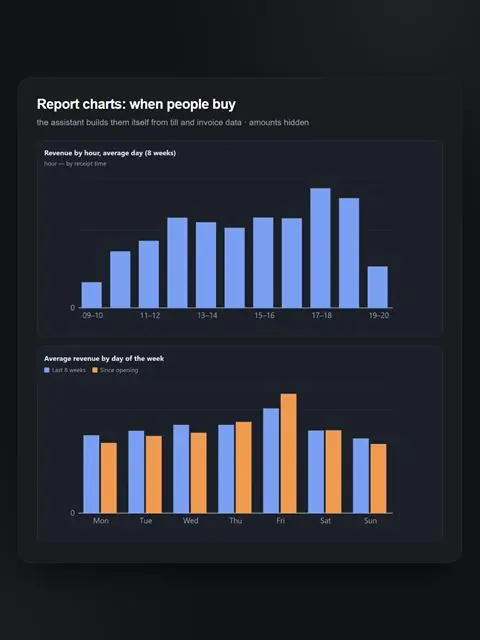 Report charts: when people buy
the assistant builds them itself from till and invoice data · amounts hidden
Revenue by hour, average day (8 weeks)
hour — by receipt time
0
09–10 11–12 13–14 15–16 17–18 19–20
Average revenue by day of the week
Last 8 weeks Since opening
0
Mon Tue Wed Thu Fri Sat Sun